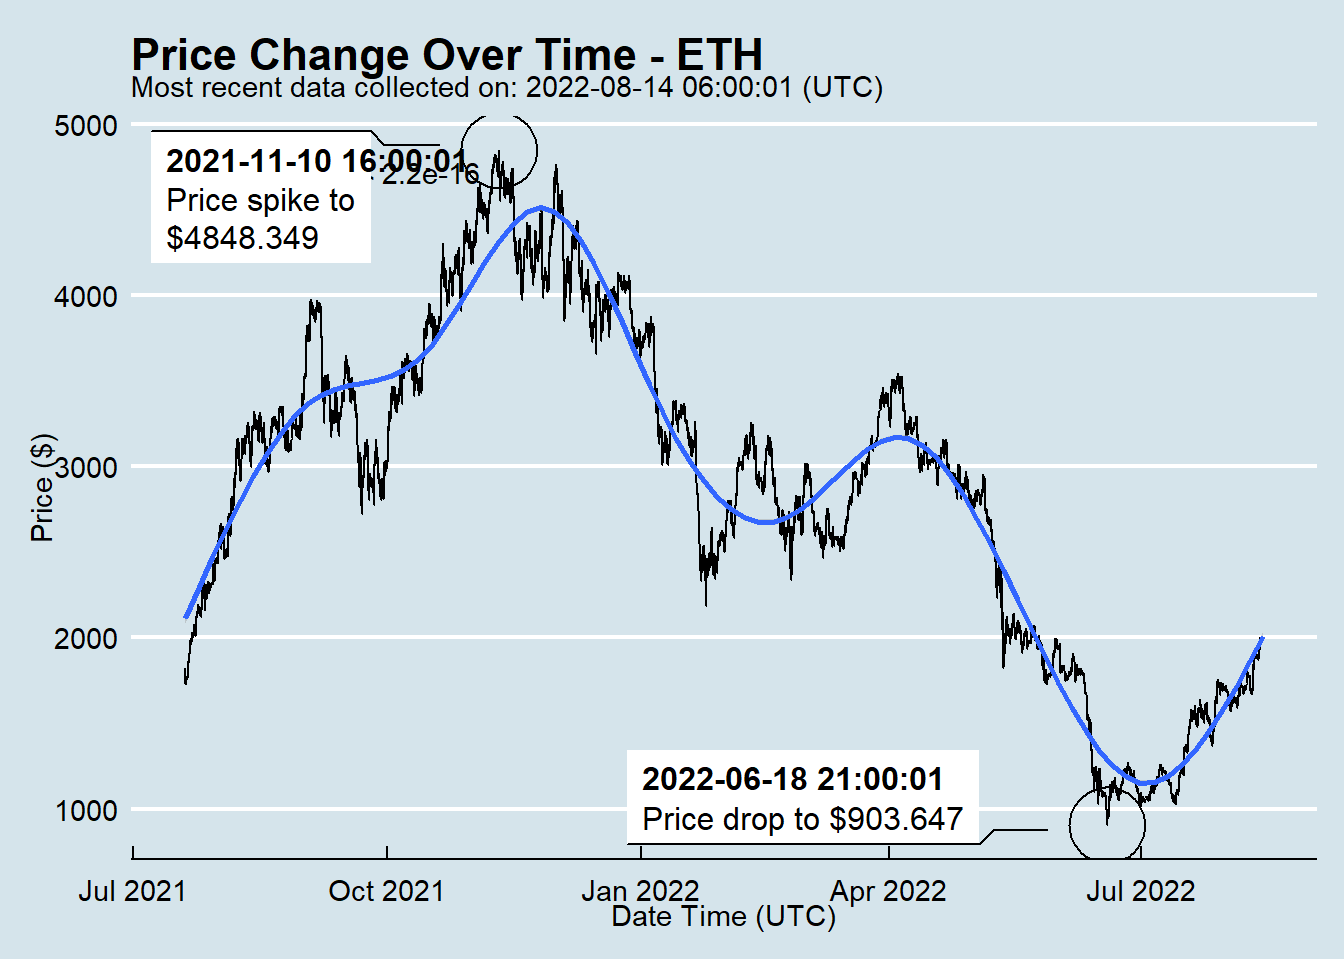 Price Change Over Time - ETH
Most recent data collected on: 2022-08-14 06:00:01 (UTC)
5000
2021-11-10 16:00:01
2.2e-16
Price spike to
$4848.349
4000
3000
Price ($)
2000
2022-06-18 21:00:01
Price drop to $903.647
1000
Jul 2021 Oct 2021 Jan 2022 Apr 2022 Jul 2022
Date Time (UTC)